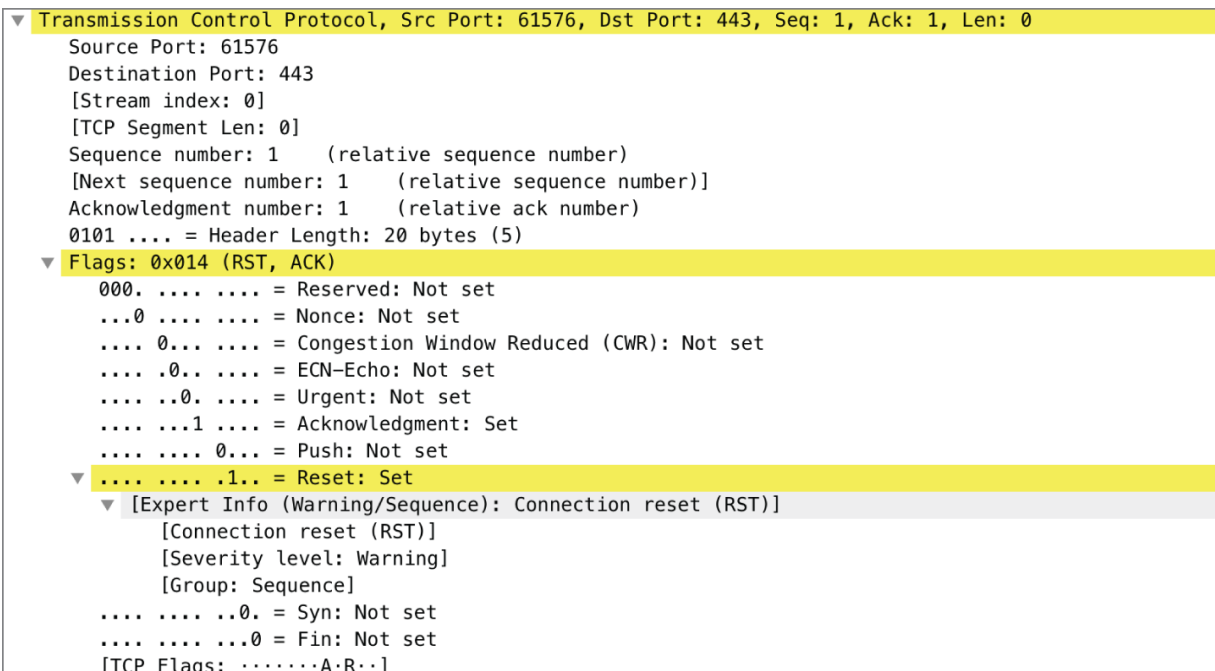 Transmission Control Protocol, Src Port: 61576, Dst Port: 443, Seq: 1, Ack: 1, Len: 0
Source Port: 61576
Destination Port: 443
[Stream index: 0]
[TCP Segment Len: 0]
Sequence number: 1    (relative sequence number)
[Next sequence number: 1    (relative sequence number)]
Acknowledgment number: 1    (relative ack number)
0101 .... = Header Length: 20 bytes (5)
Flags: 0x014 (RST, ACK)
000. .... .... = Reserved: Not set
...0 .... .... = Nonce: Not set
.... 0... .... = Congestion Window Reduced (CWR): Not set
.... .0.. .... = ECN-Echo: Not set
.... ..0. .... = Urgent: Not set
.... ...1 .... = Acknowledgment: Set
.... .... 0... = Push: Not set
.... .... .1.. = Reset: Set
[Expert Info (Warning/Sequence): Connection reset (RST)]
[Connection reset (RST)]
[Severity level: Warning]
[Group: Sequence]
.... .... ..0. = Syn: Not set
.... .... ...0 = Fin: Not set
[TCP Flags: ·······A·R··]